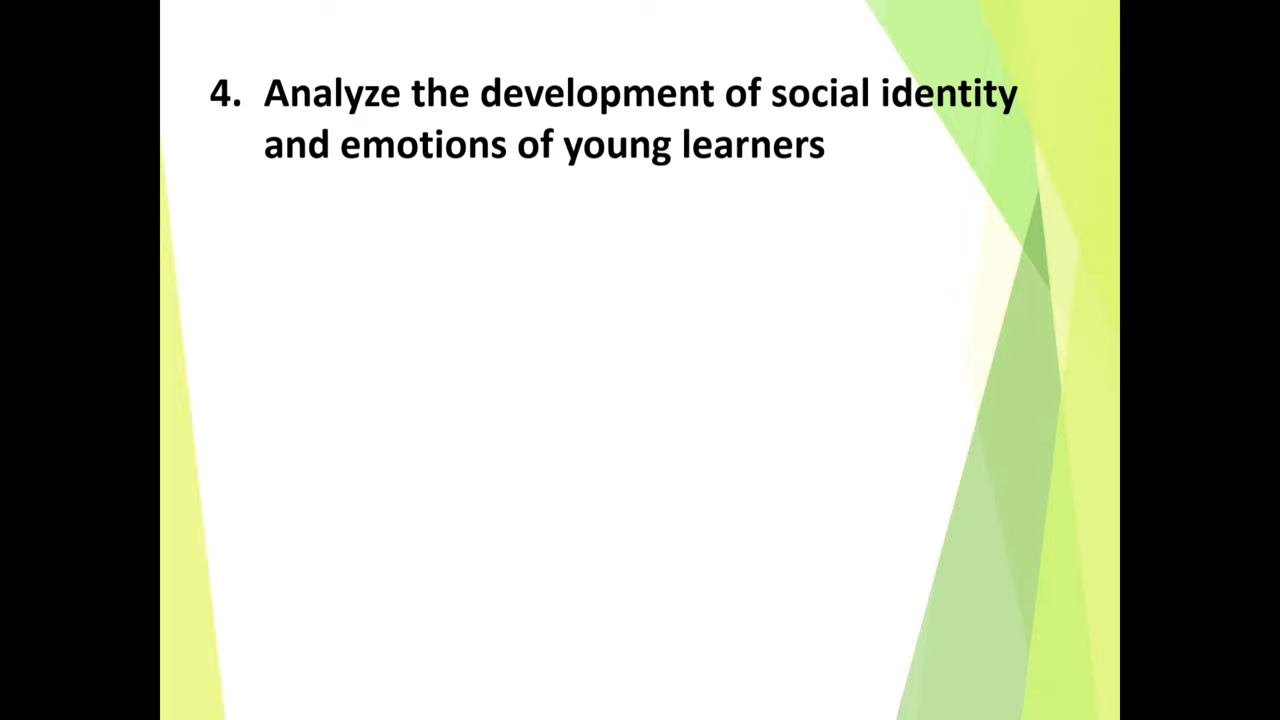 4. Analyze the development of social identity
and emotions of young learners